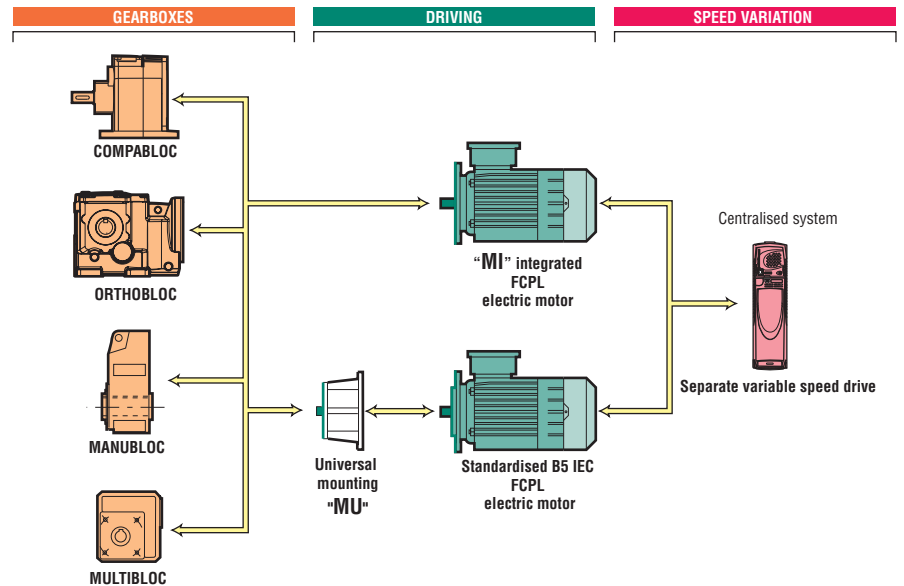 GEARBOXES
DRIVING
SPEED VARIATION
COMPABLOC
ORTHOBLOC
MANUBLOC
MULTIBLOC
“MI” integrated
FCPL
electric motor
Universal
mounting
"MU"
Standardised B5 IEC
FCPL
electric motor
Centralised system
Separate variable speed drive